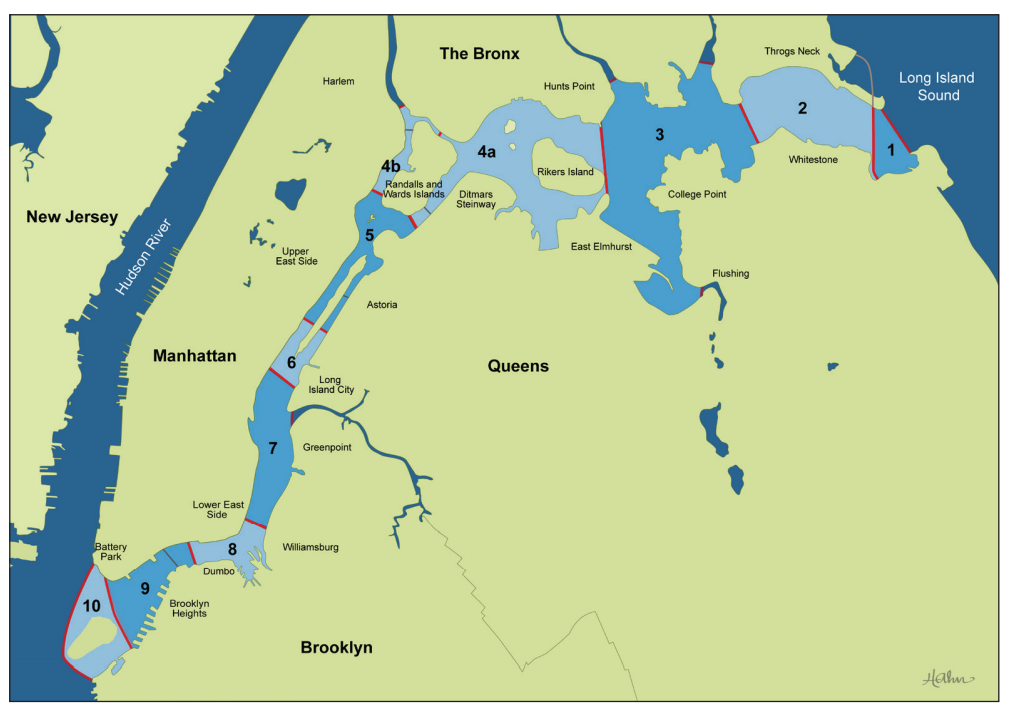 Throgs Neck
The Bronx
Harlem
Hunts Point
Long Island
Sound
2
3
1
4a
4b
Whitestone
Rikers Island
Randalls and
Wards Islands
Ditmars
Steinway
College Point
New Jersey
Hudson River
5
East Elmhurst
Upper
East Side
Flushing
Astoria
Manhattan
6
Queens
Long
Island City
7
Greenpoint
Lower East
Side
Battery
Park
8
Williamsburg
Dumbo
9
10
Brooklyn
Heights
Brooklyn
HAhn